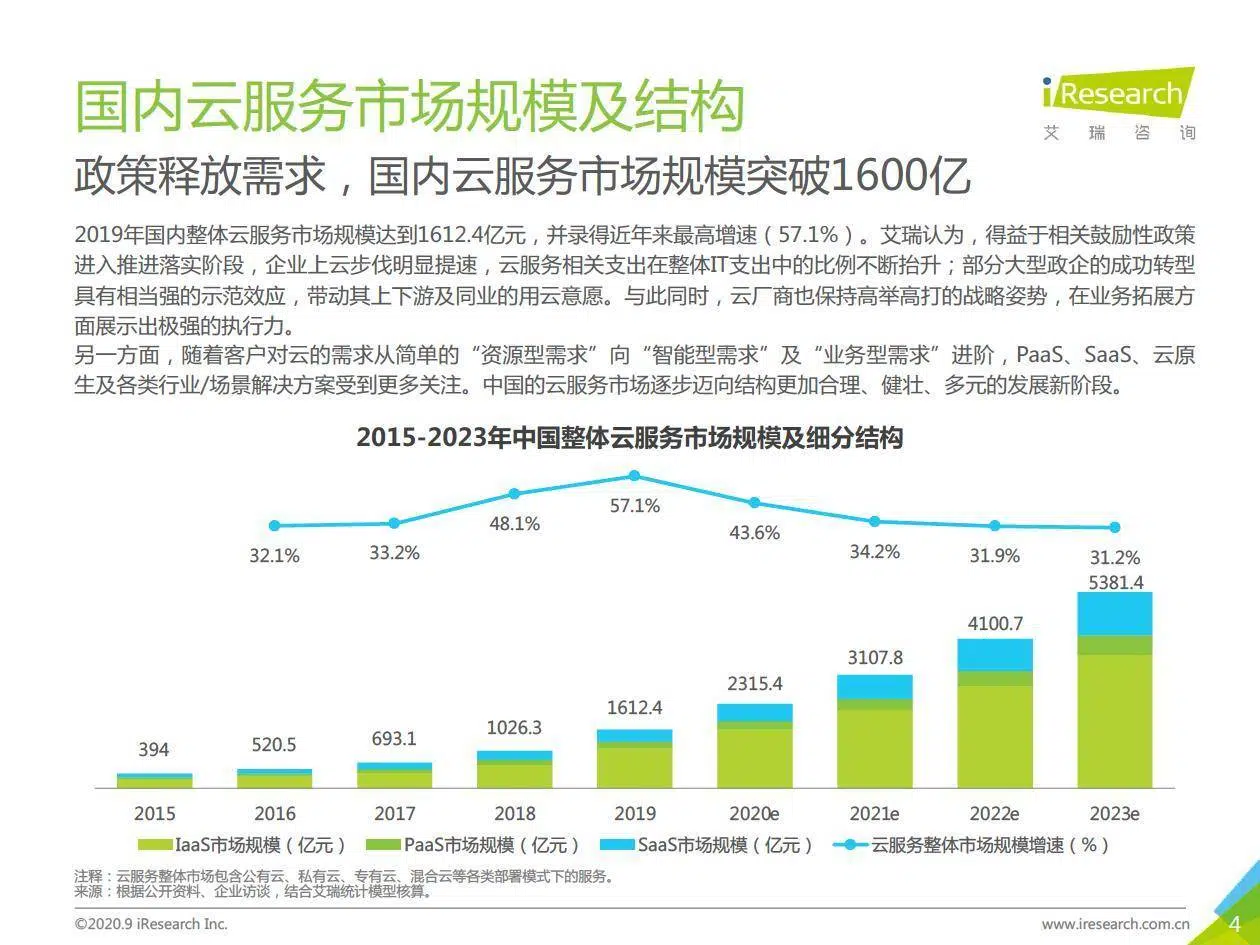 国内云服务市场规模及结构
iResearch
艾瑞咨询
政策释放需求，国内云服务市场规模突破1600亿
2019年国内整体云服务市场规模达到1612.4亿元，并录得近年来最高增速（57.1%）。艾瑞认为，得益于相关鼓励性政策
进入推进落实阶段，企业上云步伐明显提速，云服务相关支出在整体IT支出中的比例不断抬升；部分大型政企的成功转型
具有相当强的示范效应，带动其上下游及同业的用云意愿。与此同时，云厂商也保持高举高打的战略姿势，在业务拓展方
面展示出极强的执行力。
另一方面，随着客户对云的需求从简单的“资源型需求”向“智能型需求”及“业务型需求”进阶，PaaS、SaaS、云原
生及各类行业/场景解决方案受到更多关注。中国的云服务市场逐步迈向结构更加合理、健壮、多元的发展新阶段。
2015-2023年中国整体云服务市场规模及细分结构
32.1% 33.2% 48.1% 57.1% 43.6% 34.2% 31.9% 31.2%
394 520.5 693.1 1026.3 1612.4 2315.4 3107.8 4100.7 5381.4
2015 2016 2017 2018 2019 2020e 2021e 2022e 2023e
IaaS市场规模（亿元） PaaS市场规模（亿元） SaaS市场规模（亿元） 云服务整体市场规模增速（%）
注释：云服务整体市场包含公有云、私有云、专有云、混合云等各类部署模式下的服务。
来源：根据公开资料、企业访谈，结合艾瑞统计模型核算。
©2020.9 iResearch Inc. www.iresearch.com.cn 4